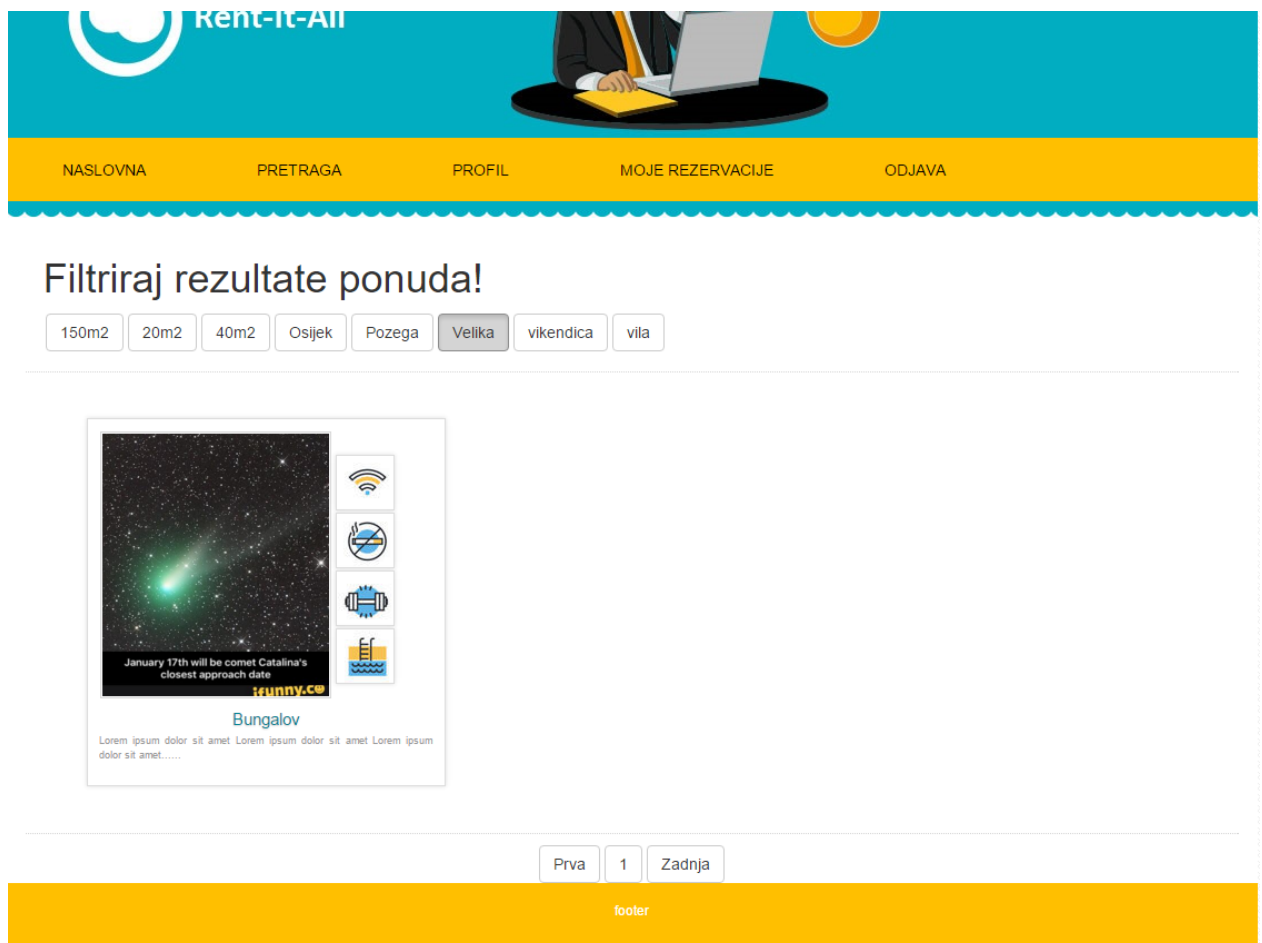 Rent-It-All
NASLOVNA PRETRAGA PROFIL MOJE REZERVACIJE ODJAVA
Filtriraj rezultate ponuda!
150m2 20m2 40m2 Osijek Pozega Velika vikendica vila
January 17th will be comet Catalina's
closest approach date
ifunny.co
Bungalov
Lorem ipsum dolor sit amet Lorem ipsum dolor sit amet Lorem ipsum
dolor sit amet......
Prva 1 Zadnja
footer